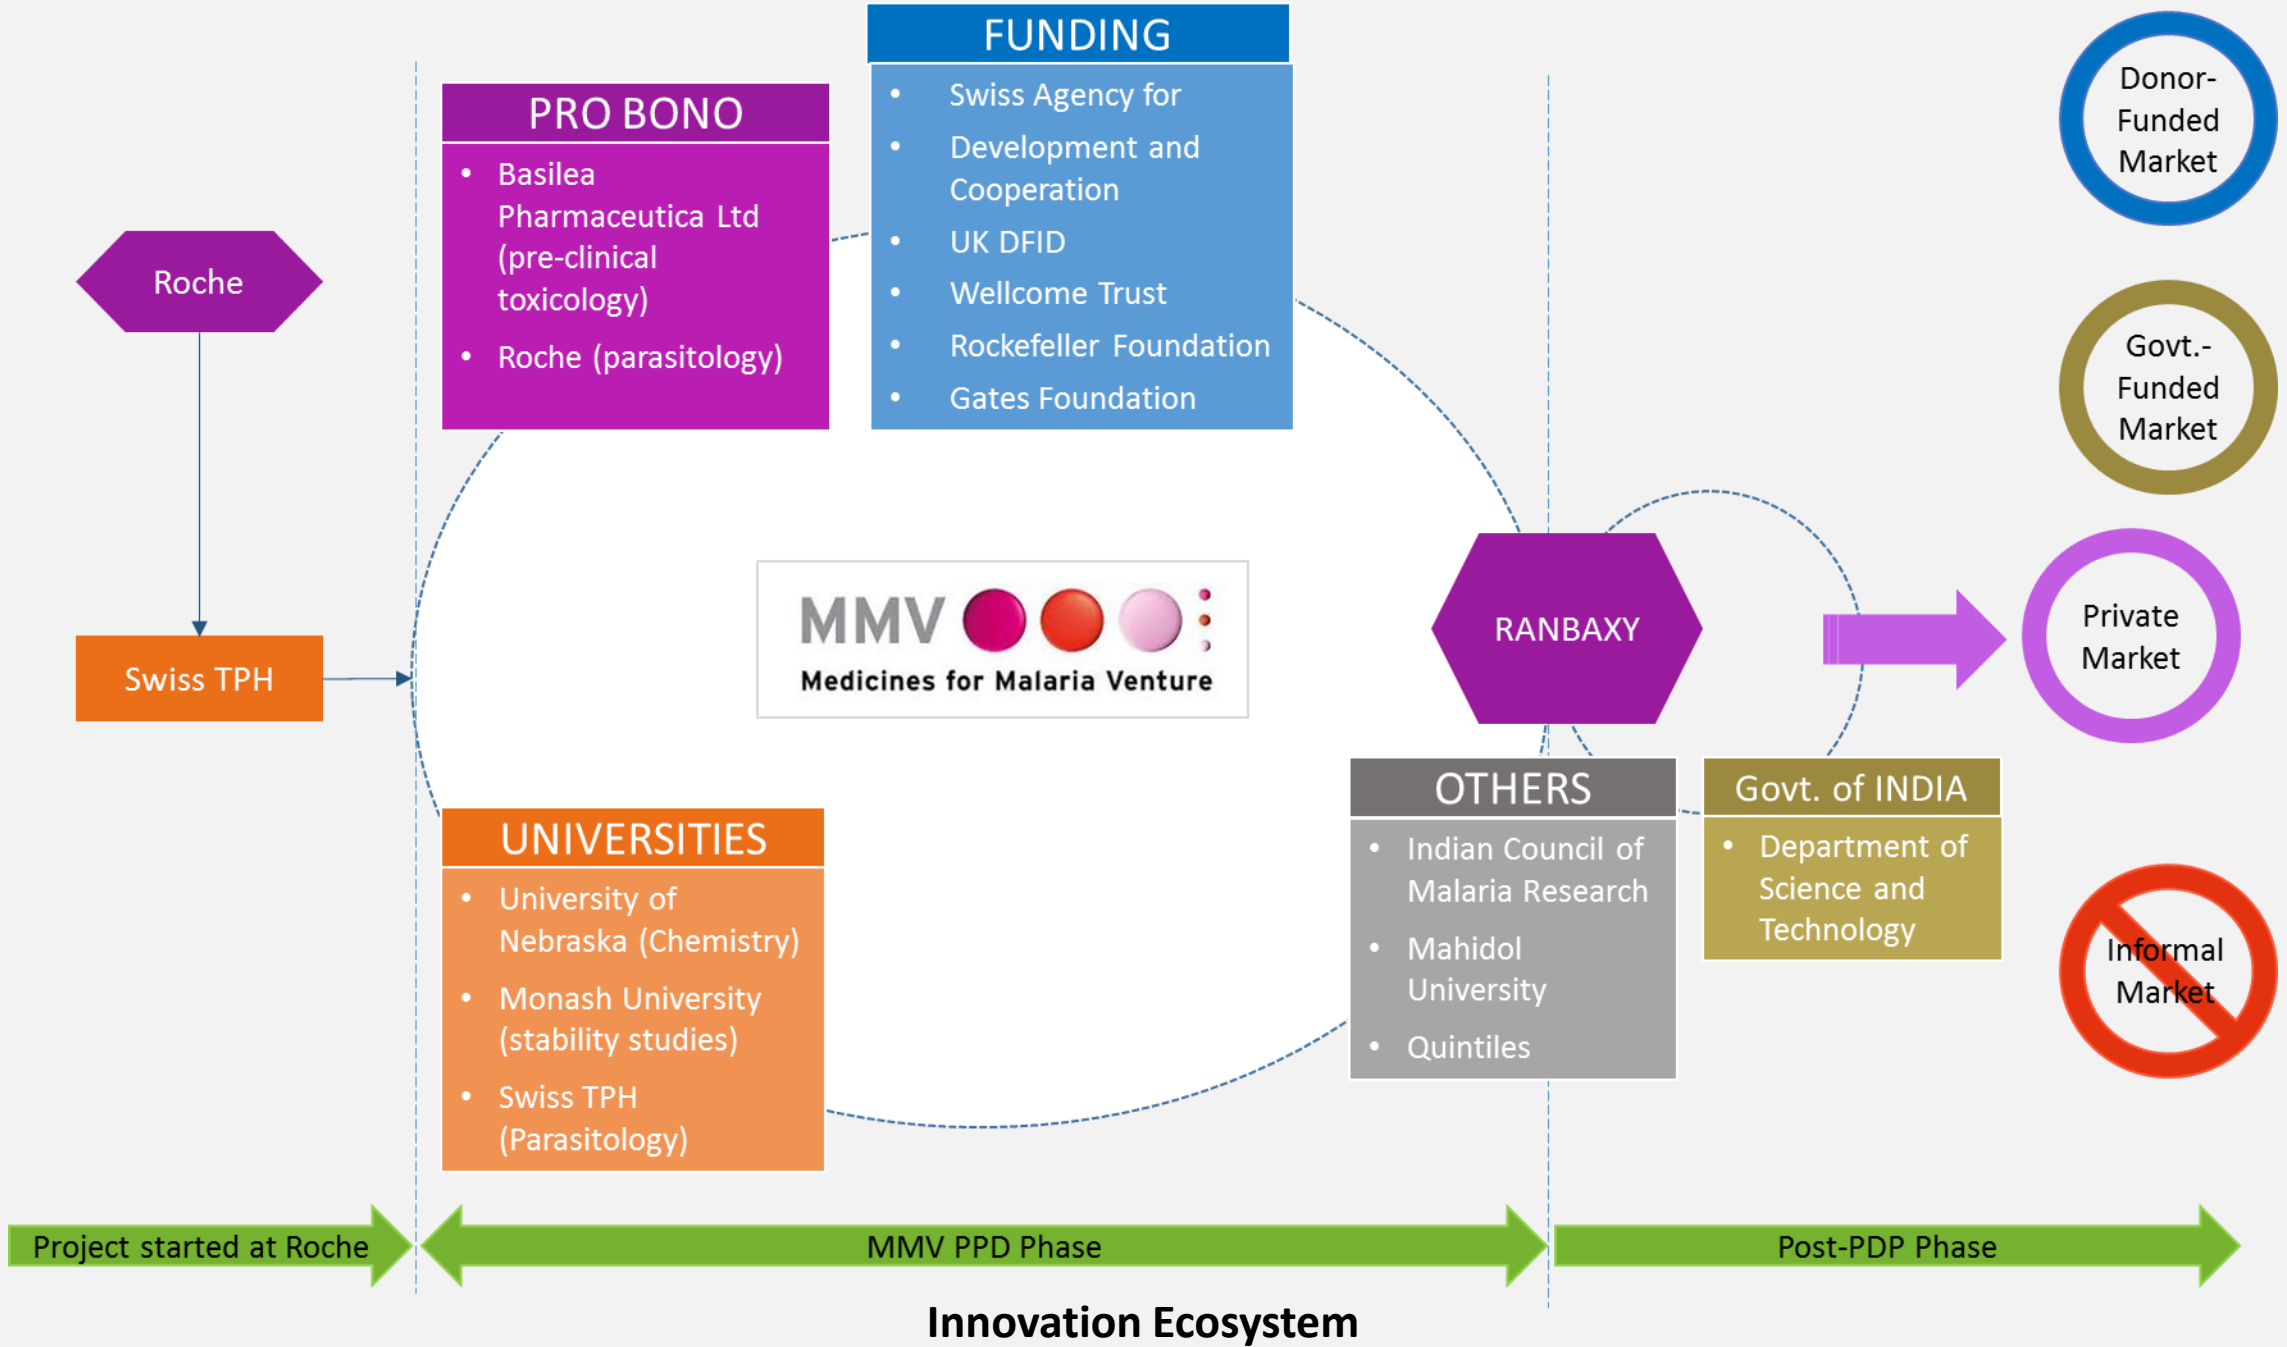 Roche
Swiss TPH
PRO BONO
• Basilea
Pharmaceutica Ltd
(pre-clinical
toxicology)
• Roche (parasitology)
FUNDING
• Swiss Agency for
• Development and
Cooperation
• UK DFID
• Wellcome Trust
• Rockefeller Foundation
• Gates Foundation
MMV
Medicines for Malaria Venture
UNIVERSITIES
• University of
Nebraska (Chemistry)
• Monash University
(stability studies)
• Swiss TPH
(Parasitology)
RANBAXY
OTHERS
• Indian Council of
Malaria Research
• Mahidol
University
• Quintiles
Govt. of INDIA
• Department of
Science and
Technology
Donor-
Funded
Market
Govt.-
Funded
Market
Private
Market
Informal
Market
Project started at Roche
MMV PPD Phase
Post-PDP Phase
Innovation Ecosystem